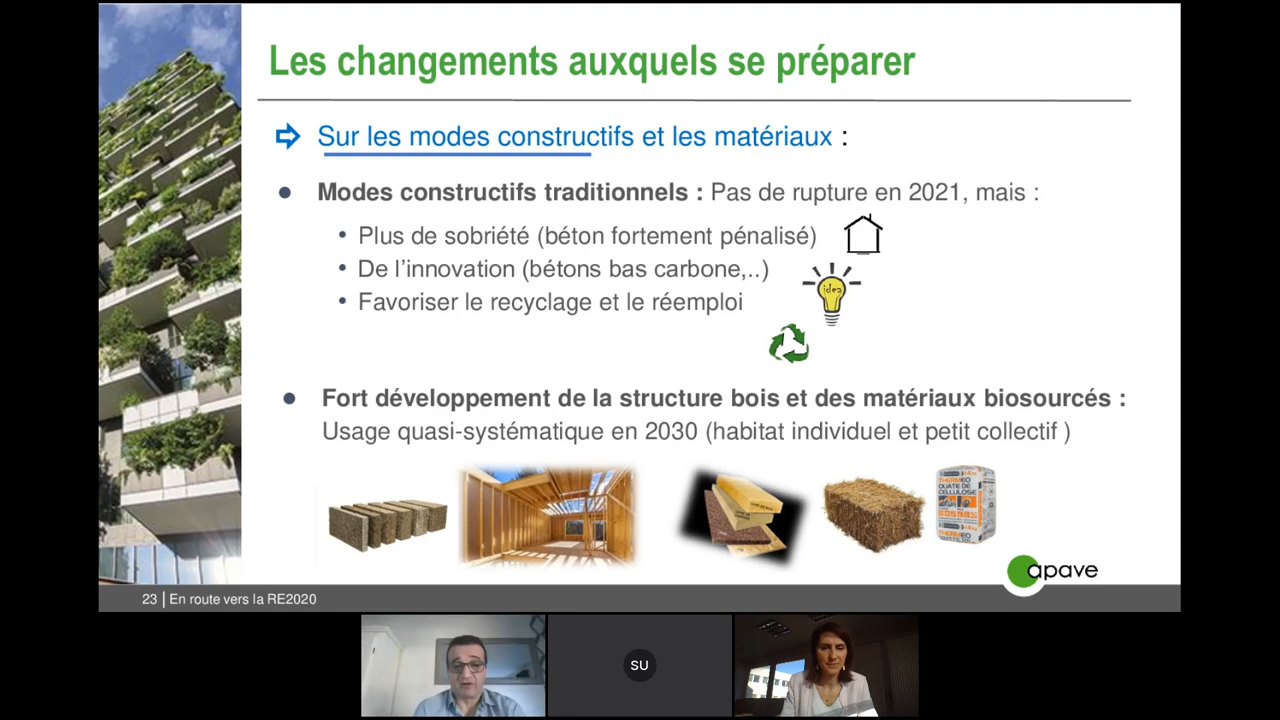 Les changements auxquels se préparer
Sur les modes constructifs et les matériaux :
Modes constructifs traditionnels : Pas de rupture en 2021, mais :
• Plus de sobriété (béton fortement pénalisé)
• De l’innovation (bétons bas carbone,..)
idea
• Favoriser le recyclage et le réemploi
Fort développement de la structure bois et des matériaux biosourcés :
Usage quasi-systématique en 2030 (habitat individuel et petit collectif )
THERMEO
OUATE DE
CELLULOSE
apave
23 | En route vers la RE2020
SU